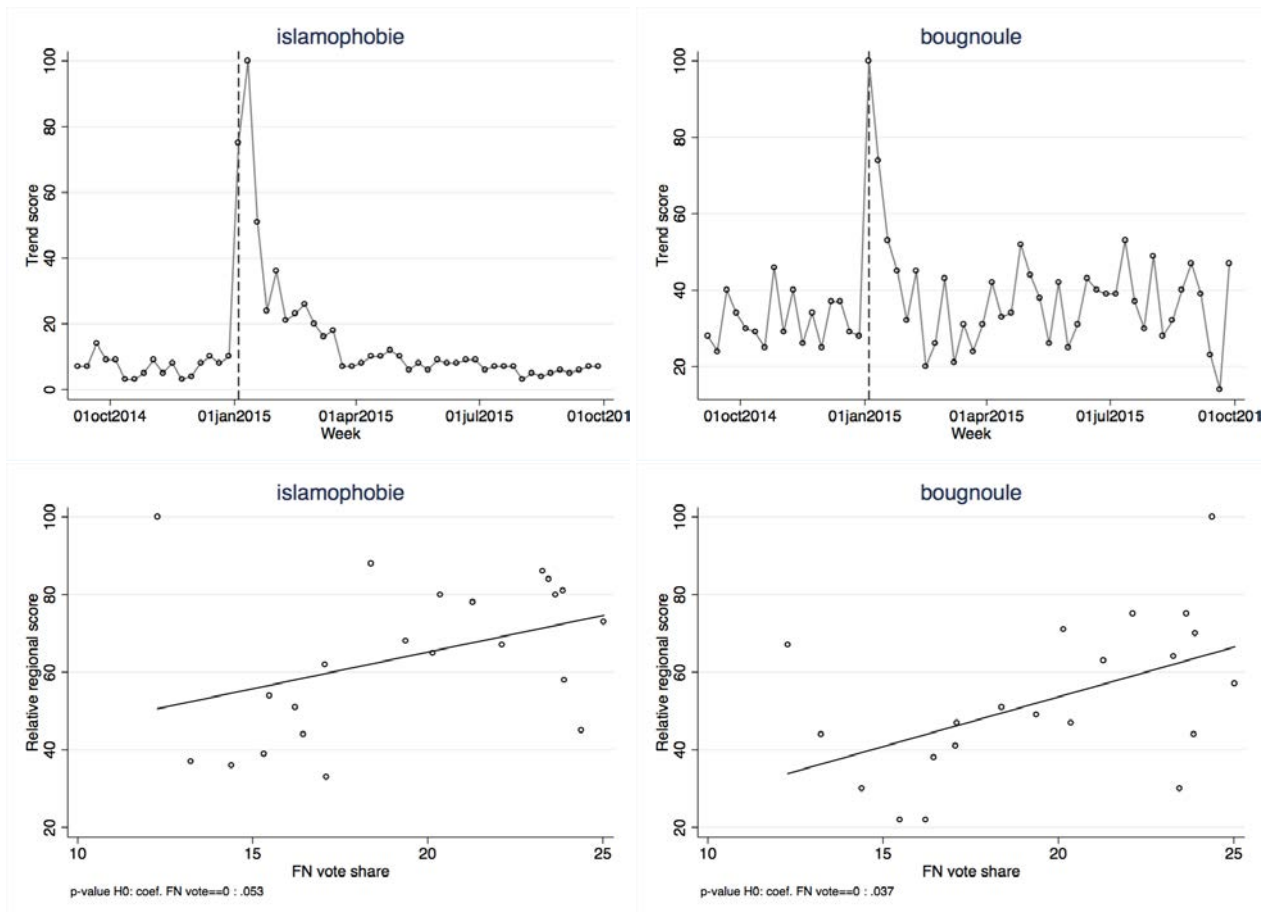 islamophobie
Trend score
100
80
60
40
20
0
01oct2014
01jan2015
01apr2015
01jul2015
01oct201
Week
bougnoule
Trend score
100
80
60
40
20
01oct2014
01jan2015
01apr2015
01jul2015
01oct201
Week
islamophobie
Relative regional score
100
80
60
40
20
10
15
20
25
FN vote share
p-value H0: coef. FN vote==0 : .053
bougnoule
Relative regional score
100
80
60
40
20
10
15
20
25
FN vote share
p-value H0: coef. FN vote==0 : .037